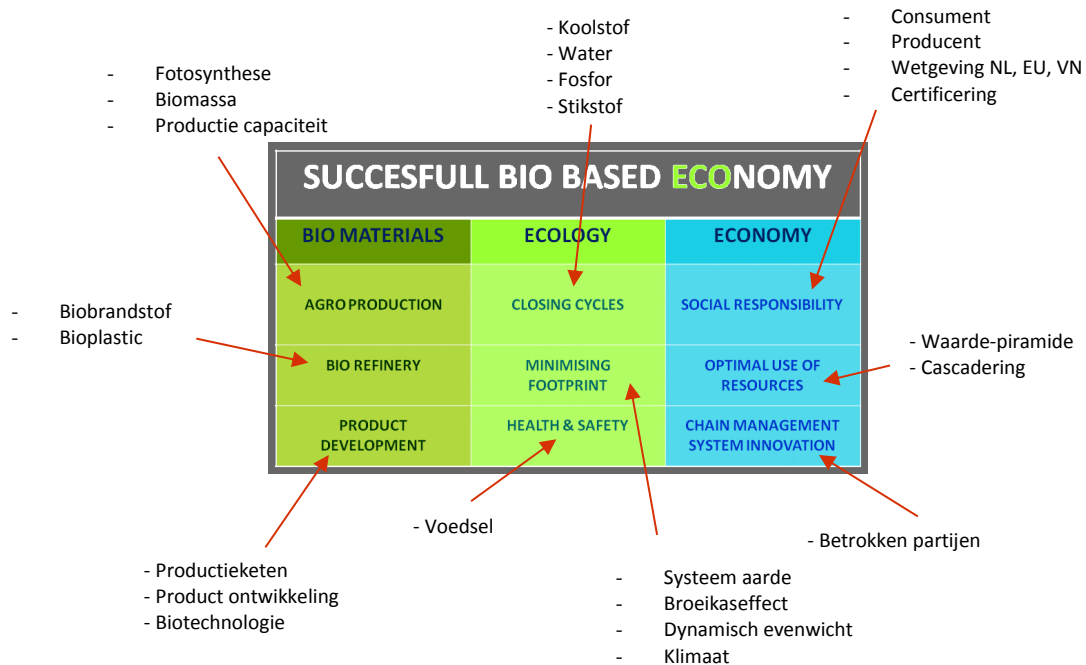 - Koolstof
- Water
- Fosfor
- Stikstof
- Consument
- Producent
- Wetgeving NL, EU, VN
- Certificering
- Fotosynthese
- Biomassa
- Productie capaciteit
SUCCESFULL BIO BASED ECONOMY
BIO MATERIALS
ECOLOGY
ECONOMY
AGRO PRODUCTION
CLOSING CYCLES
SOCIAL RESPONSIBILITY
- Biobrandstof
- Bioplastic
BIO REFINERY
MINIMISING
FOOTPRINT
OPTIMAL USE OF
RESOURCES
- Waarde-piramide
- Cascadering
PRODUCT
DEVELOPMENT
HEALTH & SAFETY
CHAIN MANAGEMENT
SYSTEM INNOVATION
- Voedsel
- Betrokken partijen
- Productieketen
- Product ontwikkeling
- Biotechnologie
- Systeem aarde
- Broeikaseffect
- Dynamisch evenwicht
- Klimaat